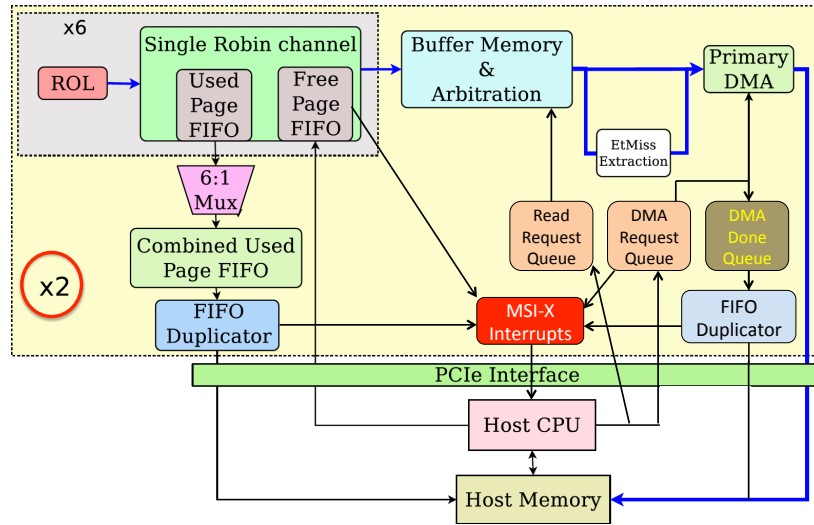 x6
Single Robin channel
ROL
Used
Page
FIFO
Free
Page
FIFO
Buffer Memory
&
Arbitration
Primary
DMA
EtMiss
Extraction
6:1
Mux
Combined Used
Page FIFO
Read
Request
Queue
DMA
Request
Queue
DMA
Done
Queue
x2
FIFO
Duplicator
MSI-X
Interrupts
FIFO
Duplicator
PCIe Interface
Host CPU
Host Memory